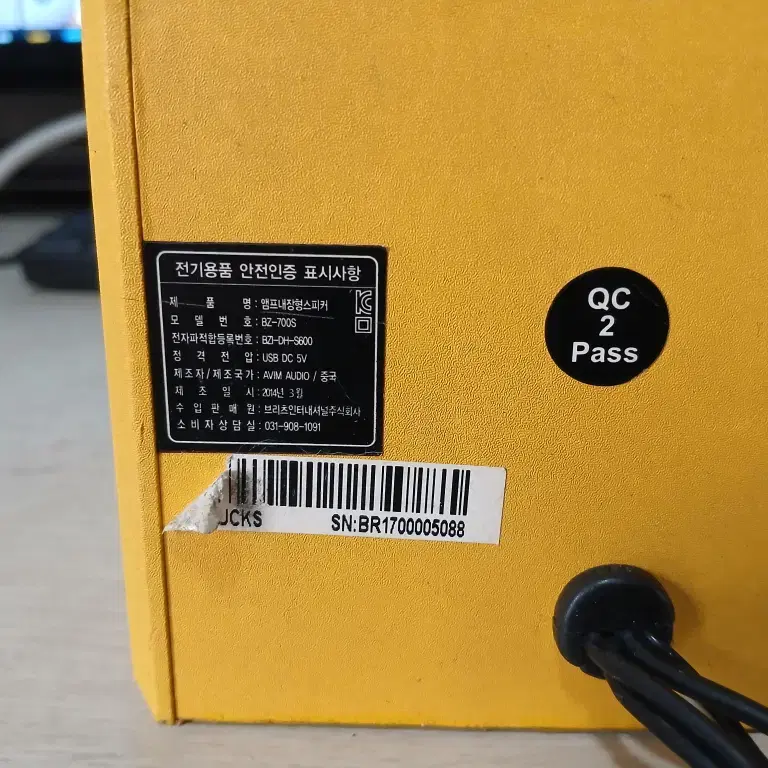 전기용품 안전인증 표시사항
제 품 명 : 앰프내장형스피커
모 델 번 호 : BZ-700S
전자파적합등록번호 : BZI-DH-S600
정 격 전 압 : USB DC 5V
제조자/제조국가 : AVIM AUDIO / 중국
제 조 일 시 : 2014년 3월
수 입 판 매 원 : 브리츠인터내셔널주식회사
소비자상담실 : 031-908-1091
QC
2
Pass
SN:BR1700005088